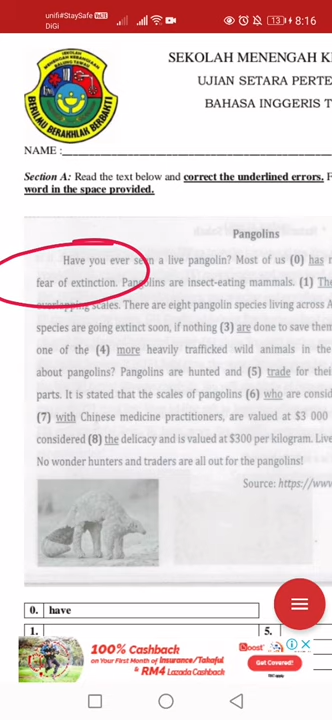 unifi#StaySafe
DiGi
13
8:16
SEKOLAH MENENGAH K
UJIAN SETARA PERTE
BAHASA INGGERIS T
BERILMU BERAKHLAK BERBAKTI
NAME :
Section A: Read the text below and correct the underlined errors. F
word in the space provided.
Pangolins
Have you ever seen a live pangolin? Most of us (0) has
fear of extinction. Pangolins are insect-eating mammals. (1) The
overlapping scales. There are eight pangolin species living across A
species are going extinct soon, if nothing (3) are done to save them
one of the (4) more heavily trafficked wild animals in the
about pangolins? Pangolins are hunted and (5) trade for thei
parts. It is stated that the scales of pangolins (6) who are consid
(7) with Chinese medicine practitioners, are valued at $3 000
considered (8) the delicacy and is valued at $300 per kilogram. Live
No wonder hunters and traders are all out for the pangolins!
Source: https://www
0. have
1.
5.
100% Cashback
on Your First Month of Insurance/Takaful
& RM4 Lazada Cashback
Boost
Get Covered!